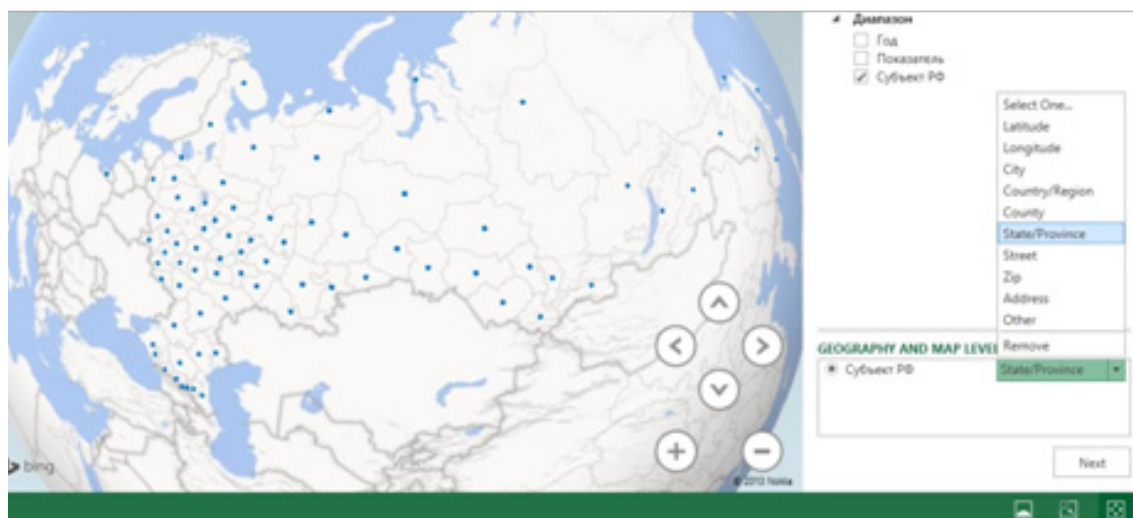 Диапазон
Год
Показатель
Субъект РФ
Select One...
Latitude
Longitude
City
Country/Region
County
State/Province
Street
Zip
Address
Other
Remove
GEOGRAPHY AND MAP LEVE
Субъект РФ
State/Province
Next
bing
© 2013 Nokia